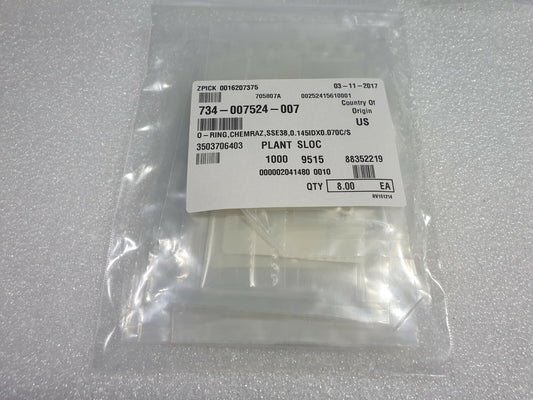 ZPICK 0016207375 03-11-2017
705807A 00252415610001
734-007524-007 Country Of Origin
US
O-RING,CHEMRAZ,SSE38,0.145IDX0.070C/S
3503706403 PLANT SLOC
1000 9515 88352219
000002041480 0010
QTY 8.00 EA
RV151214